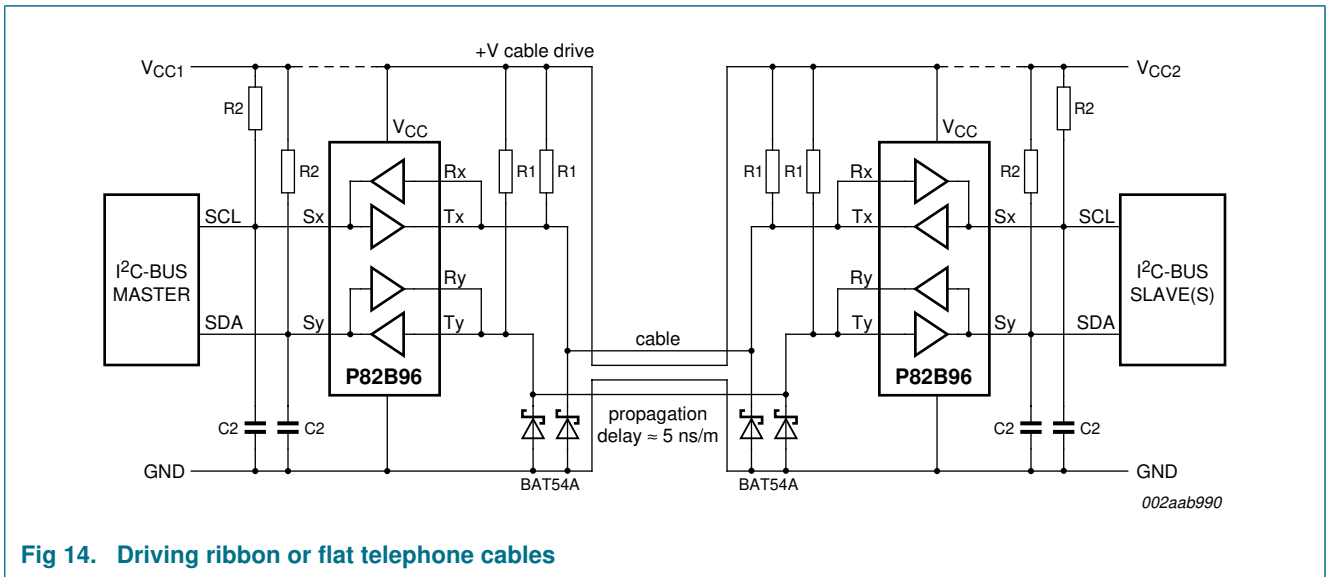 +V cable drive
VCC1
VCC2
R2
R2
VCC
VCC
R2
R2
R1
R1
R1
R1
Rx
Rx
SCL
Sx
Tx
Tx
Sx
SCL
I2C-BUS
MASTER
I2C-BUS
SLAVE(S)
Ry
Ry
SDA
Sy
Ty
Ty
Sy
SDA
cable
P82B96
P82B96
C2
C2
propagation
delay ≈ 5 ns/m
C2
C2
GND
GND
BAT54A
BAT54A
002aab990
Fig 14. Driving ribbon or flat telephone cables